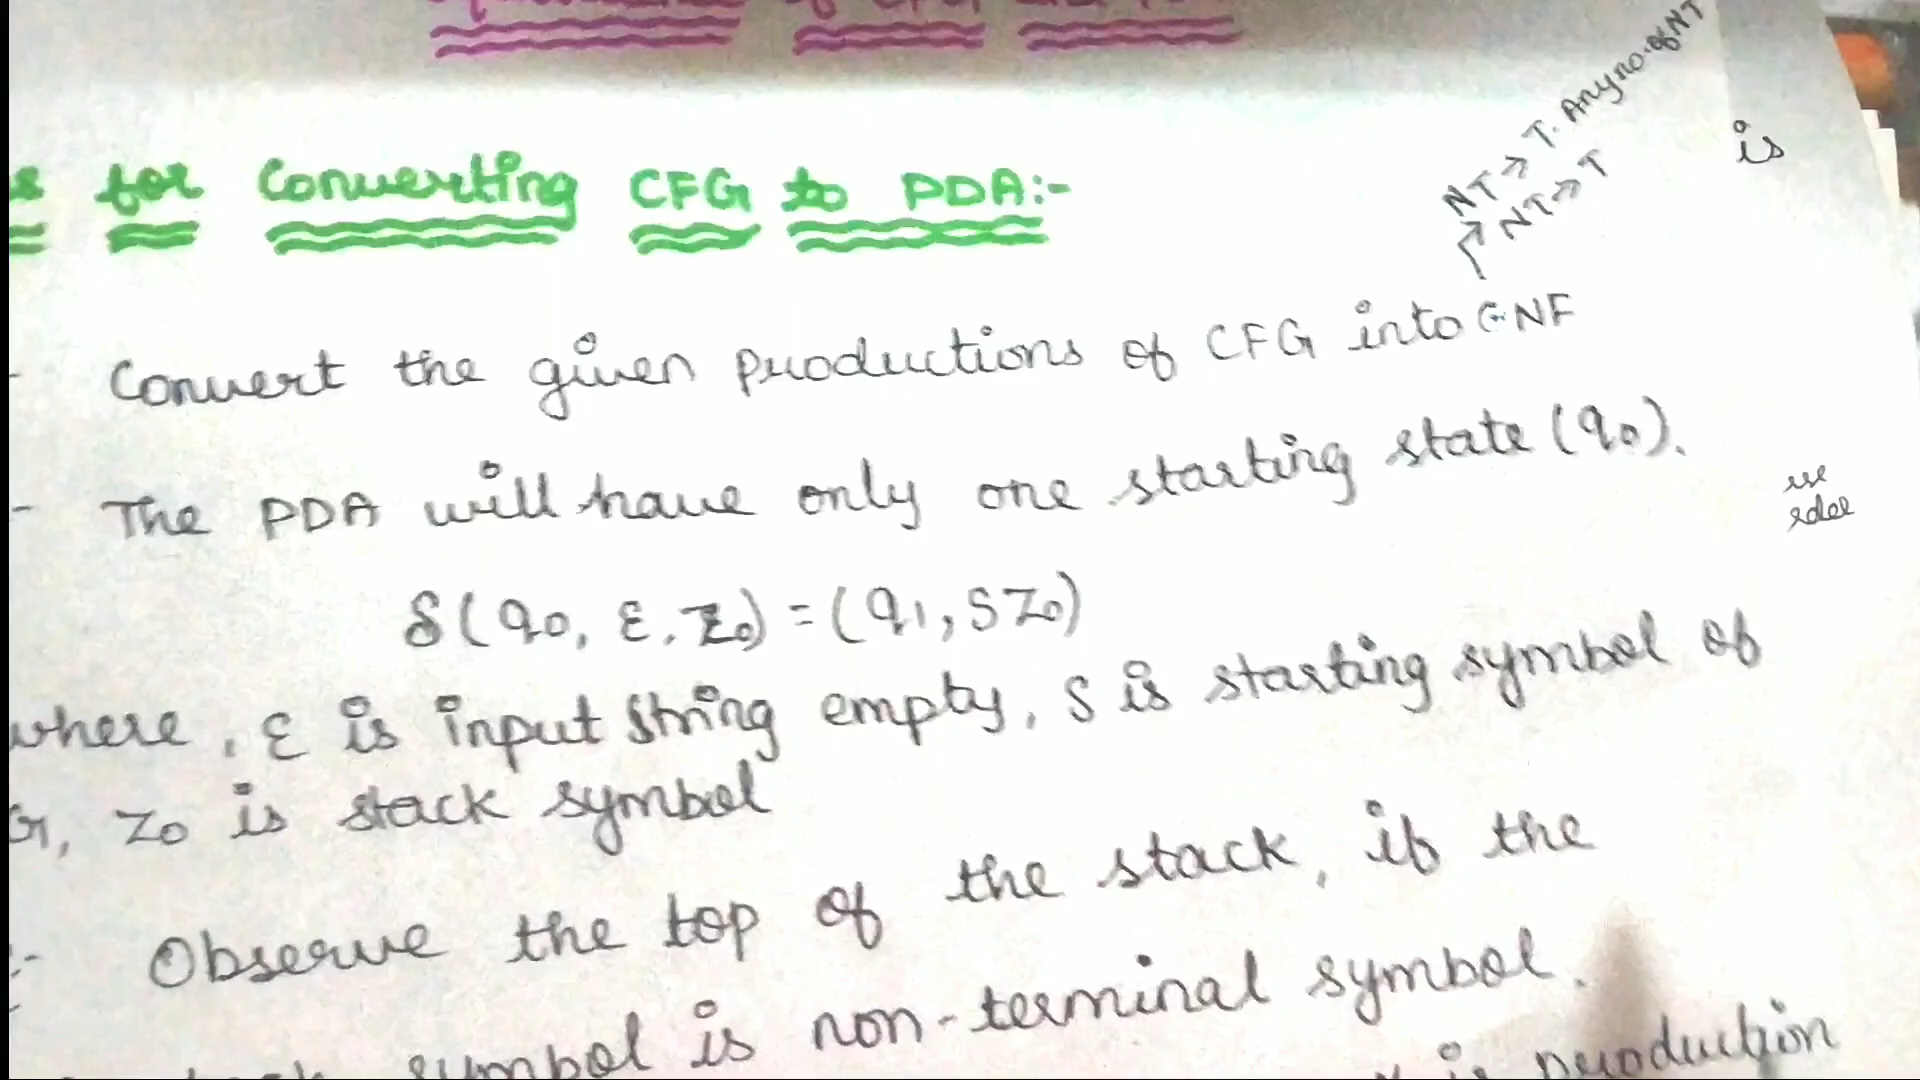 s for Converting CFG to PDA:-
NT → T. Any no. of NT
NT → T
is
- Convert the given productions of CFG into GNF
- The PDA will have only one starting state (q0).
δ(q0, ε, z0) = (q1, SZ0)
where, ε is input string empty, S is starting symbol of
G, Z0 is stack symbol
:- Observe the top of the stack, if the
symbol is non-terminal symbol.
is production